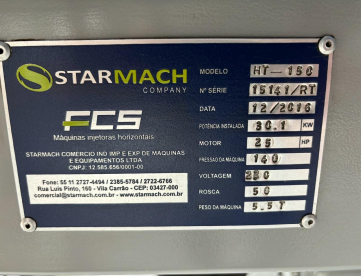 STARMACH
COMPANY
FCS
Máquinas injetoras horizontais
STARMACH COMERCIO IND IMP E EXP DE MAQUINAS
E EQUIPAMENTOS LTDA
CNPJ: 12.585.656/0001-00
Fone: 55 11 2727-4494 / 2385-5784 / 2722-6766
Rua Luis Pinto, 160 - Vila Carrão - CEP: 03427-000
comercial@starmach.com.br - www.starmach.com.br
MODELO HT-150
Nº SÉRIE 15141/RT
DATA 12/2016
POTÊNCIA INSTALADA 30.1 KW
MOTOR 25 HP
PRESSÃO DA MÁQUINA 140
VOLTAGEM 220
ROSCA 50
PESO DA MÁQUINA 5.5T